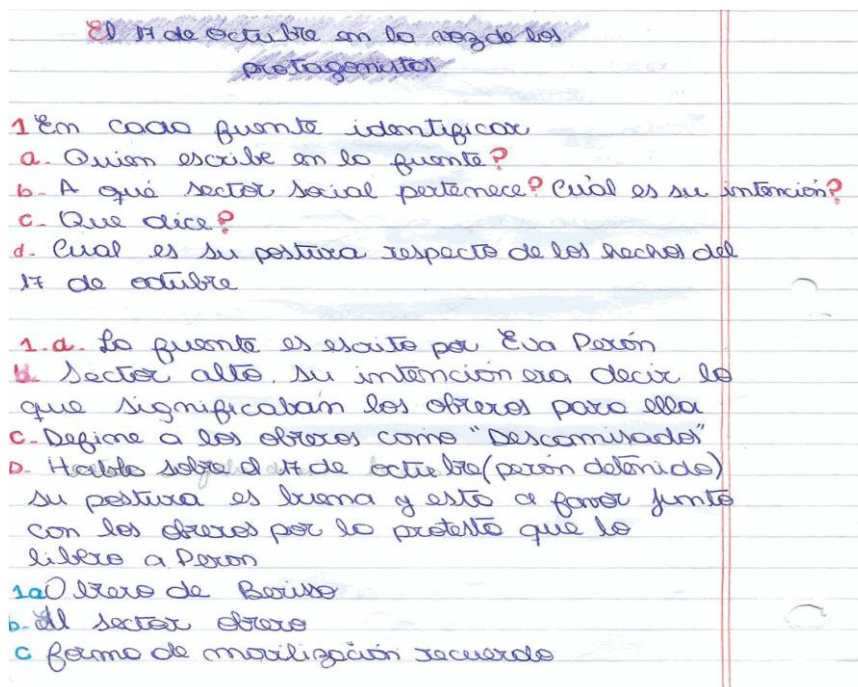 El 17 de octubre en la voz de los
protagonistas
1 En cada fuente identificar
a. Quien escribe en la fuente?
b- A qué sector social pertenece? Cuál es su intención?
c- Que dice?
d. Cual es su postura respecto de los hechos del
17 de octubre
1.a. La fuente es escrita por Eva Perón
b Sector alto. su intención era decir lo
que significaban los obreros para ella
c-Define a los obreros como "Descamisados"
D. Habla sobre el 17 de octubre (perón detenido)
su postura es buena y esta a favor junto
con los obreros por la protesta que lo
libero a Peron
1a Obrero de Beriso
b- Al sector obrero
c forma de movilización recuerdo